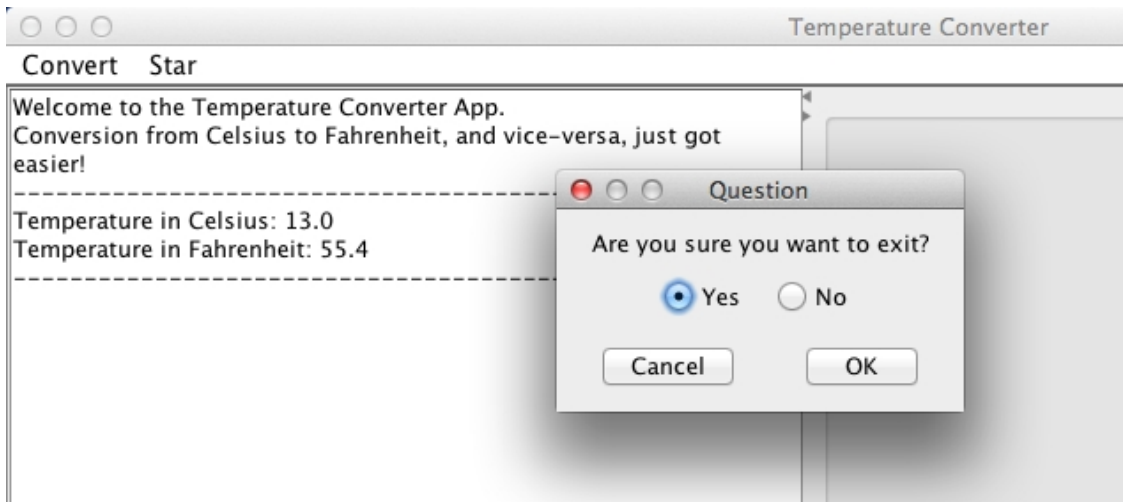 Temperature Converter
Convert Star
Welcome to the Temperature Converter App.
Conversion from Celsius to Fahrenheit, and vice-versa, just got
easier!
Temperature in Celsius: 13.0
Temperature in Fahrenheit: 55.4
Question
Are you sure you want to exit?
Yes No
Cancel OK